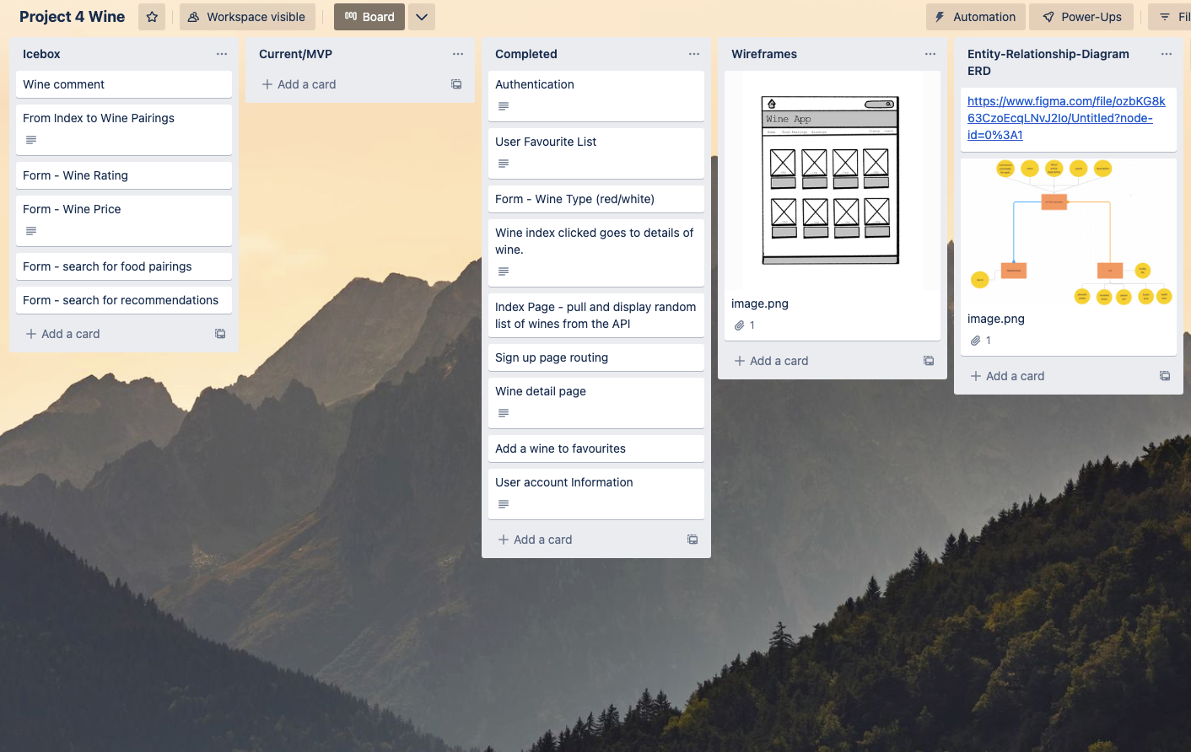 Project 4 Wine
Workspace visible
Board
Automation
Power-Ups
Fil
Icebox
Wine comment
From Index to Wine Pairings
Form - Wine Rating
Form - Wine Price
Form - search for food pairings
Form - search for recommendations
+ Add a card
Current/MVP
+ Add a card
Completed
Authentication
User Favourite List
Form - Wine Type (red/white)
Wine index clicked goes to details of
wine.
Index Page - pull and display random
list of wines from the API
Sign up page routing
Wine detail page
Add a wine to favourites
User account Information
+ Add a card
Wireframes
Wine App
image.png
1
+ Add a card
Entity-Relationship-Diagram
ERD
https://www.figma.com/file/ozbKG8k
63CzoEcqLNvJ2Io/Untitled?node-
id=0%3A1
image.png
1
+ Add a card